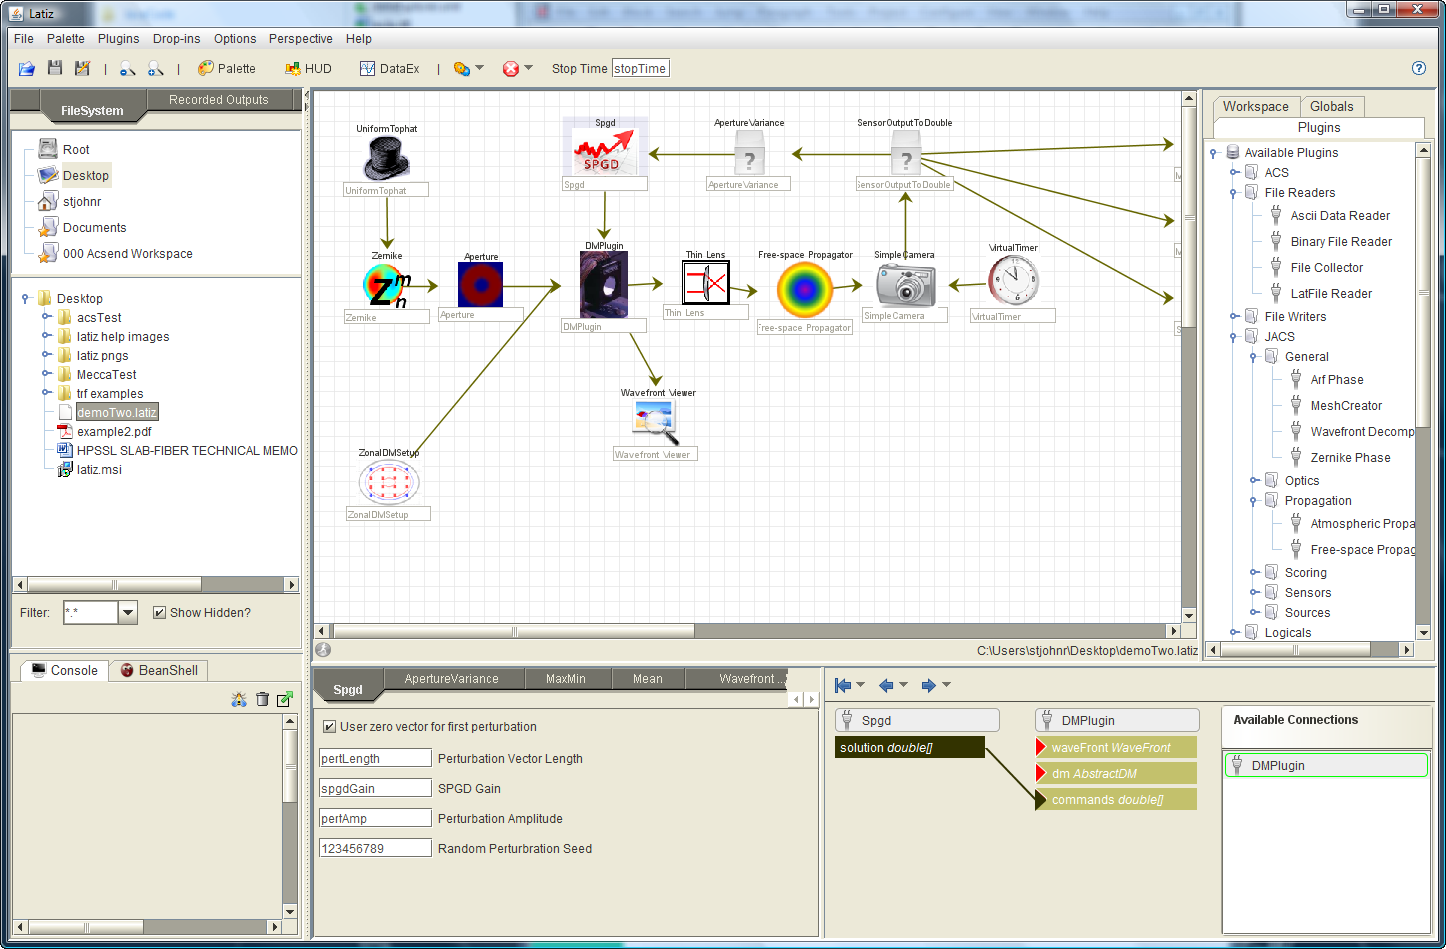 Latiz
File Palette Plugins Drop-ins Options Perspective Help
Palette HUD DataEx Stop Time stopTime
FileSystem Recorded Outputs
Root
Desktop
stjohnr
Documents
000 Acsend Workspace
Desktop
acsTest
latiz help images
latiz pngs
MeccaTest
trf examples
demoTwo.latiz
example2.pdf
HPSSL SLAB-FIBER TECHNICAL MEMO
latiz.msi
Filter: *.* Show Hidden?
Console BeanShell
UniformTophat
UniformTophat
Spgd
SPGD
Spgd
ApertureVariance
?
ApertureVariance
SensorOutputToDouble
?
SensorOutputToDouble
Zernike
Z m n
Zernike
Aperture
Aperture
DMPlugin
DMPlugin
Thin Lens
Thin Lens
Free-space Propagator
Free-space Propagator
SimpleCamera
SimpleCamera
VirtualTimer
VirtualTimer
Wavefront Viewer
Wavefront Viewer
ZonalDMSetup
ZonalDMSetup
C:\Users\stjohnr\Desktop\demoTwo.latiz
Workspace Globals
Plugins
Available Plugins
ACS
File Readers
Ascii Data Reader
Binary File Reader
File Collector
LatFile Reader
File Writers
JACS
General
Arf Phase
MeshCreator
Wavefront Decomp
Zernike Phase
Optics
Propagation
Atmospheric Propa
Free-space Propag
Scoring
Sensors
Sources
Logicals
Spgd ApertureVariance MaxMin Mean Wavefront ...
User zero vector for first perturbation
pertLength Perturbation Vector Length
spgdGain SPGD Gain
pertAmp Perturbation Amplitude
123456789 Random Perturbration Seed
Spgd
solution double[]
DMPlugin
waveFront WaveFront
dm AbstractDM
commands double[]
Available Connections
DMPlugin